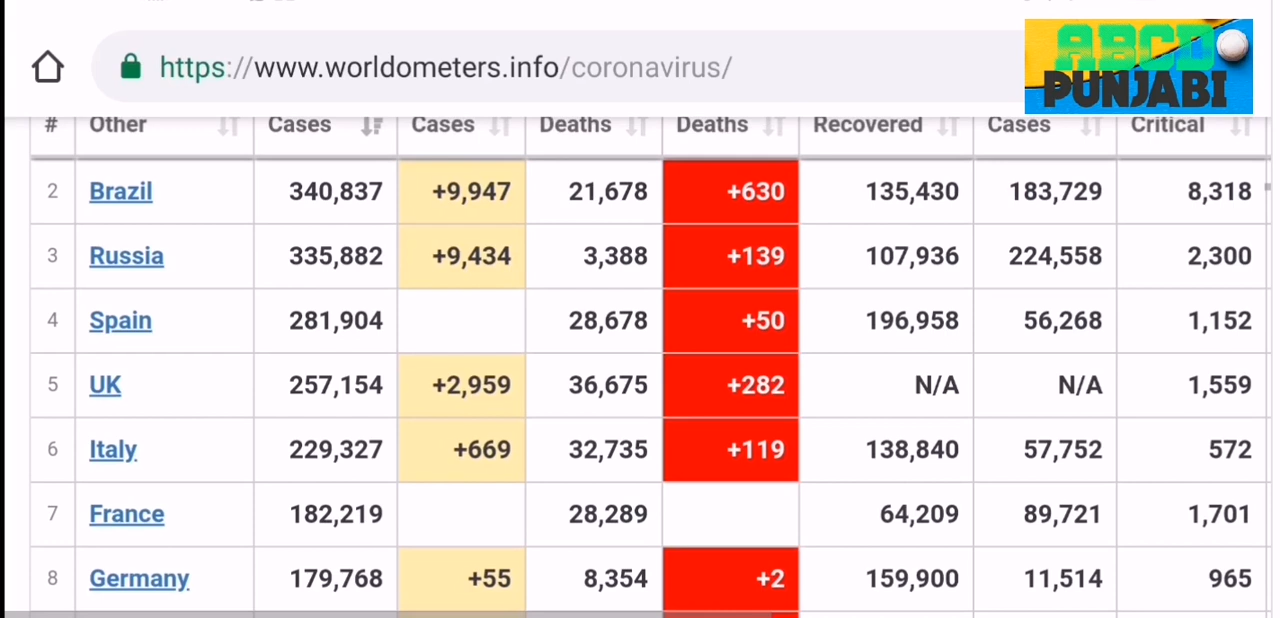 https://www.worldometers.info/coronavirus/
ABCD
PUNJABI
# Other Cases Cases Deaths Deaths Recovered Cases Critical
2 Brazil 340,837 +9,947 21,678 +630 135,430 183,729 8,318
3 Russia 335,882 +9,434 3,388 +139 107,936 224,558 2,300
4 Spain 281,904 28,678 +50 196,958 56,268 1,152
5 UK 257,154 +2,959 36,675 +282 N/A N/A 1,559
6 Italy 229,327 +669 32,735 +119 138,840 57,752 572
7 France 182,219 28,289 64,209 89,721 1,701
8 Germany 179,768 +55 8,354 +2 159,900 11,514 965